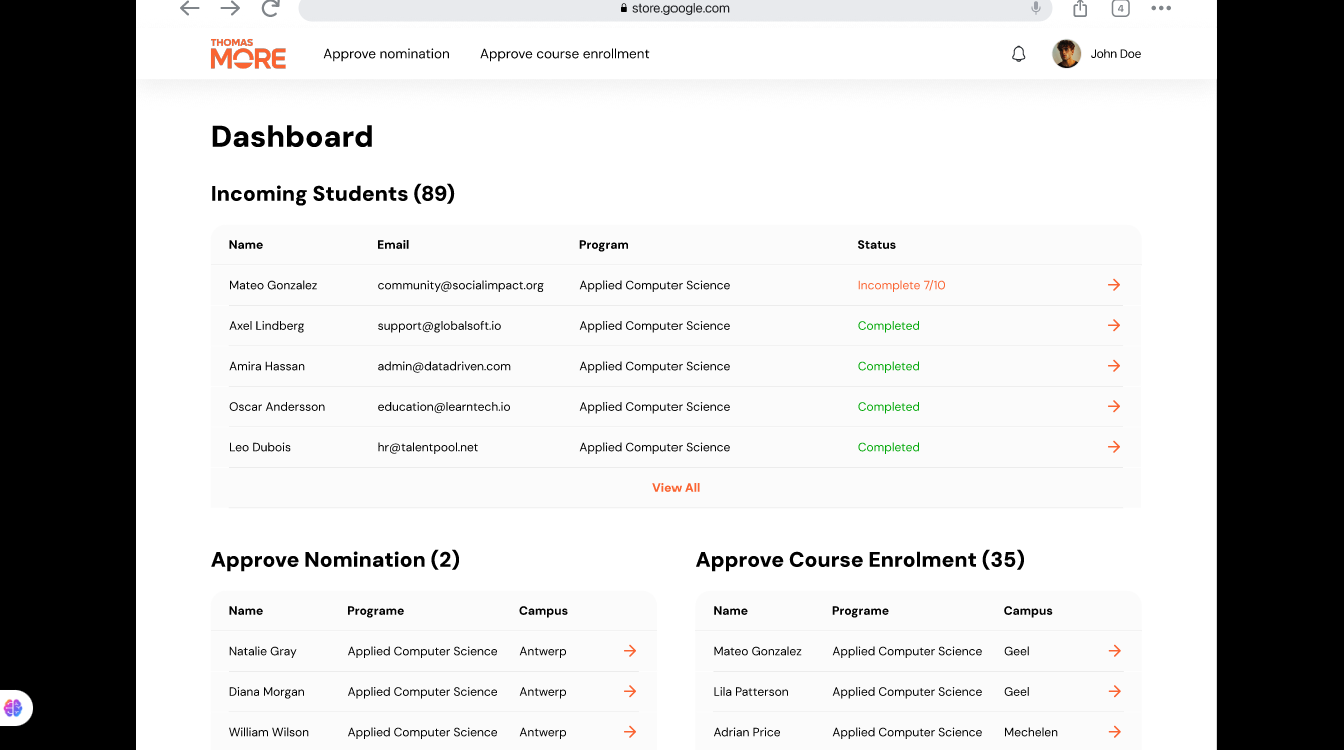 store.google.com
4
THOMAS
MORE
Approve nomination Approve course enrollment
John Doe
Dashboard
Incoming Students (89)
Name Email Program Status
Mateo Gonzalez community@socialimpact.org Applied Computer Science Incomplete 7/10
Axel Lindberg support@globalsoft.io Applied Computer Science Completed
Amira Hassan admin@datadriven.com Applied Computer Science Completed
Oscar Andersson education@learntech.io Applied Computer Science Completed
Leo Dubois hr@talentpool.net Applied Computer Science Completed
View All
Approve Nomination (2)
Name Programe Campus
Natalie Gray Applied Computer Science Antwerp
Diana Morgan Applied Computer Science Antwerp
William Wilson Applied Computer Science Antwerp
Approve Course Enrolment (35)
Name Programe Campus
Mateo Gonzalez Applied Computer Science Geel
Lila Patterson Applied Computer Science Geel
Adrian Price Applied Computer Science Mechelen